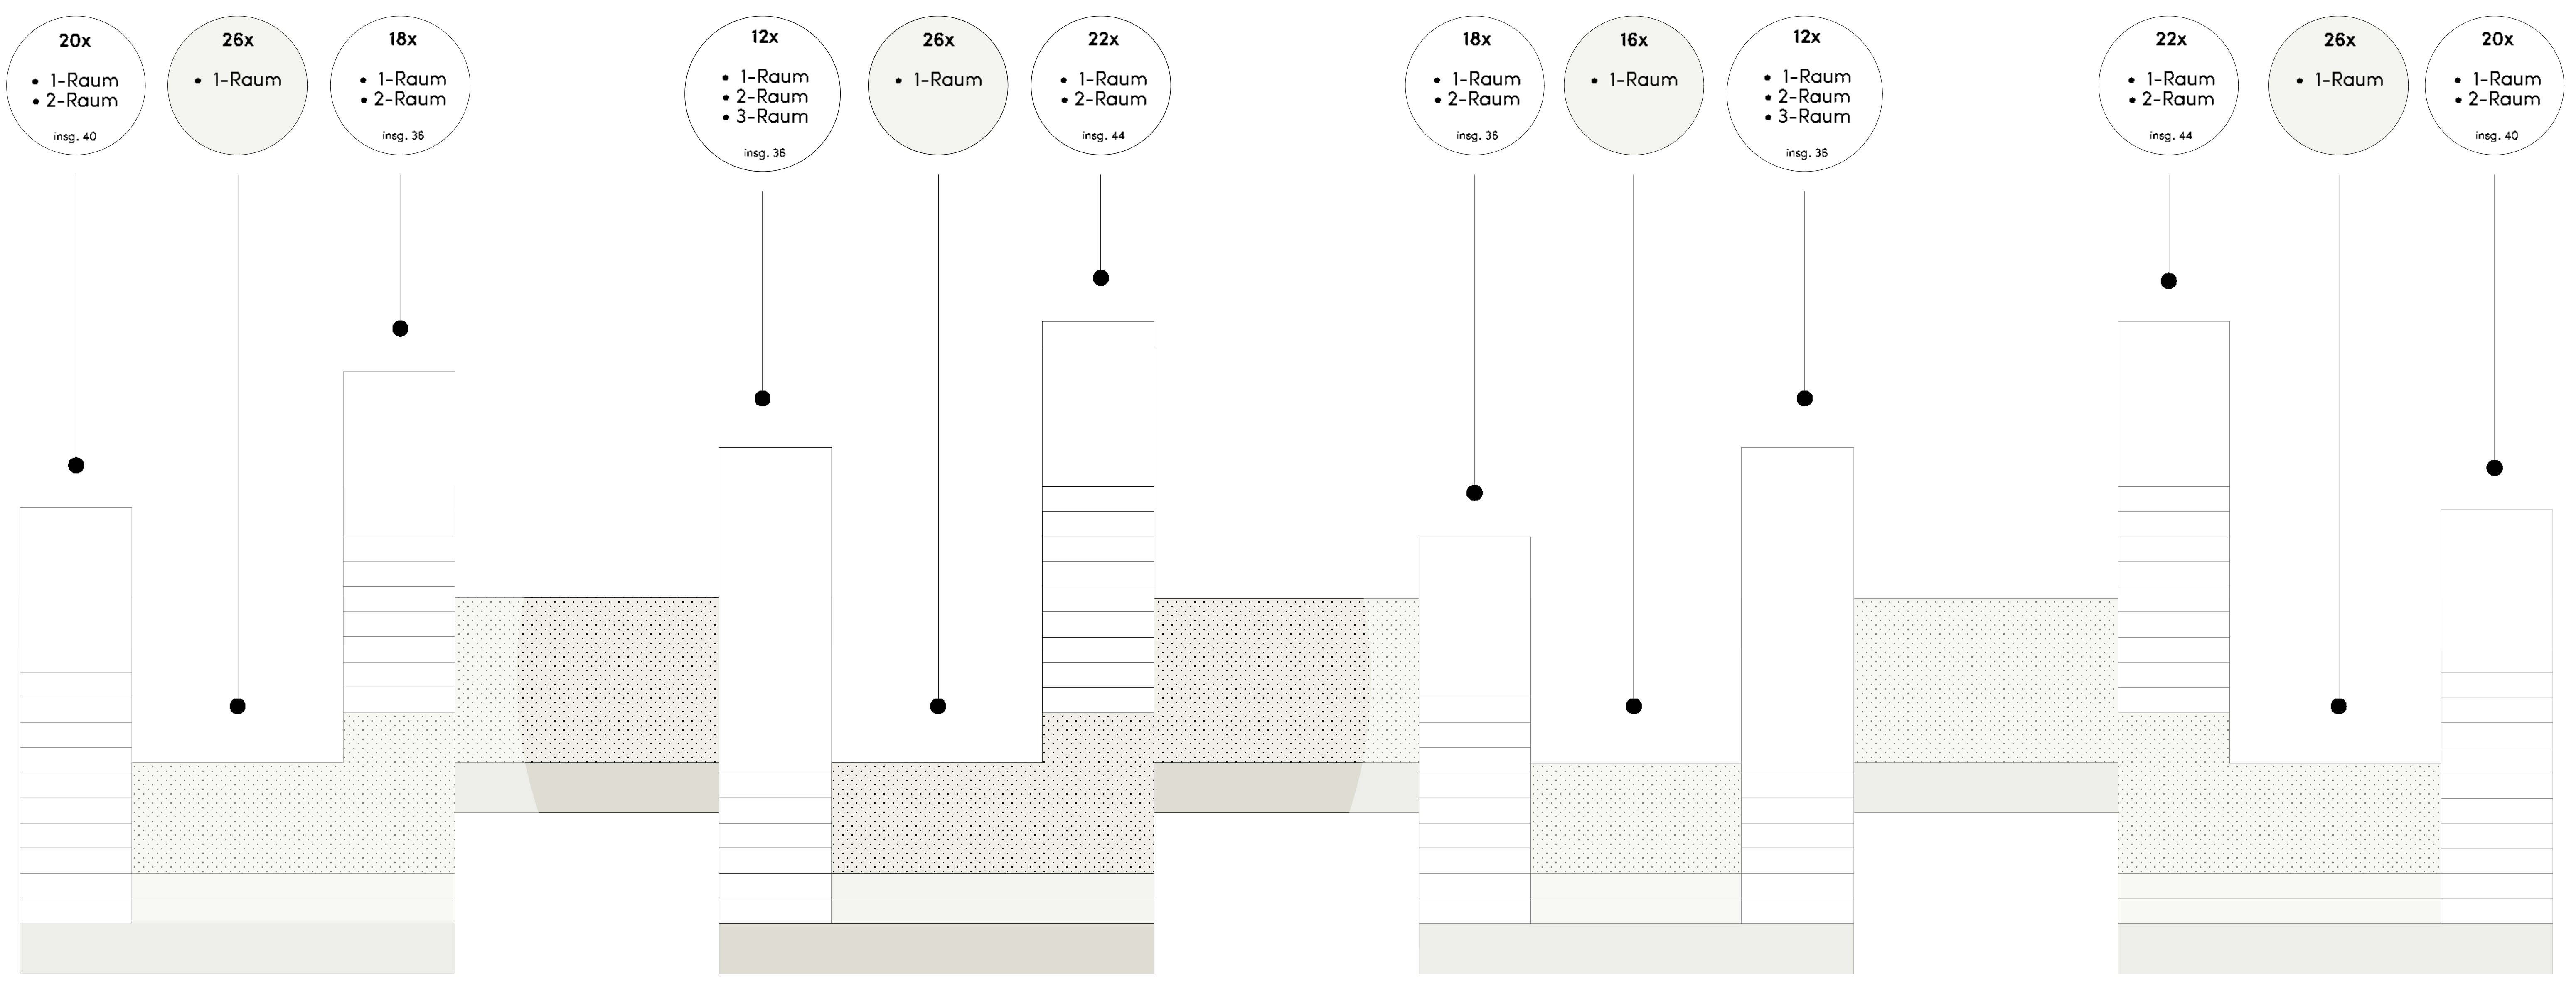 20x
• 1-Raum
• 2-Raum
insg. 40
26x
• 1-Raum
18x
• 1-Raum
• 2-Raum
insg. 36
12x
• 1-Raum
• 2-Raum
• 3-Raum
insg. 36
26x
• 1-Raum
22x
• 1-Raum
• 2-Raum
insg. 44
18x
• 1-Raum
• 2-Raum
insg. 36
16x
• 1-Raum
12x
• 1-Raum
• 2-Raum
• 3-Raum
insg. 36
22x
• 1-Raum
• 2-Raum
insg. 44
26x
• 1-Raum
20x
• 1-Raum
• 2-Raum
insg. 40